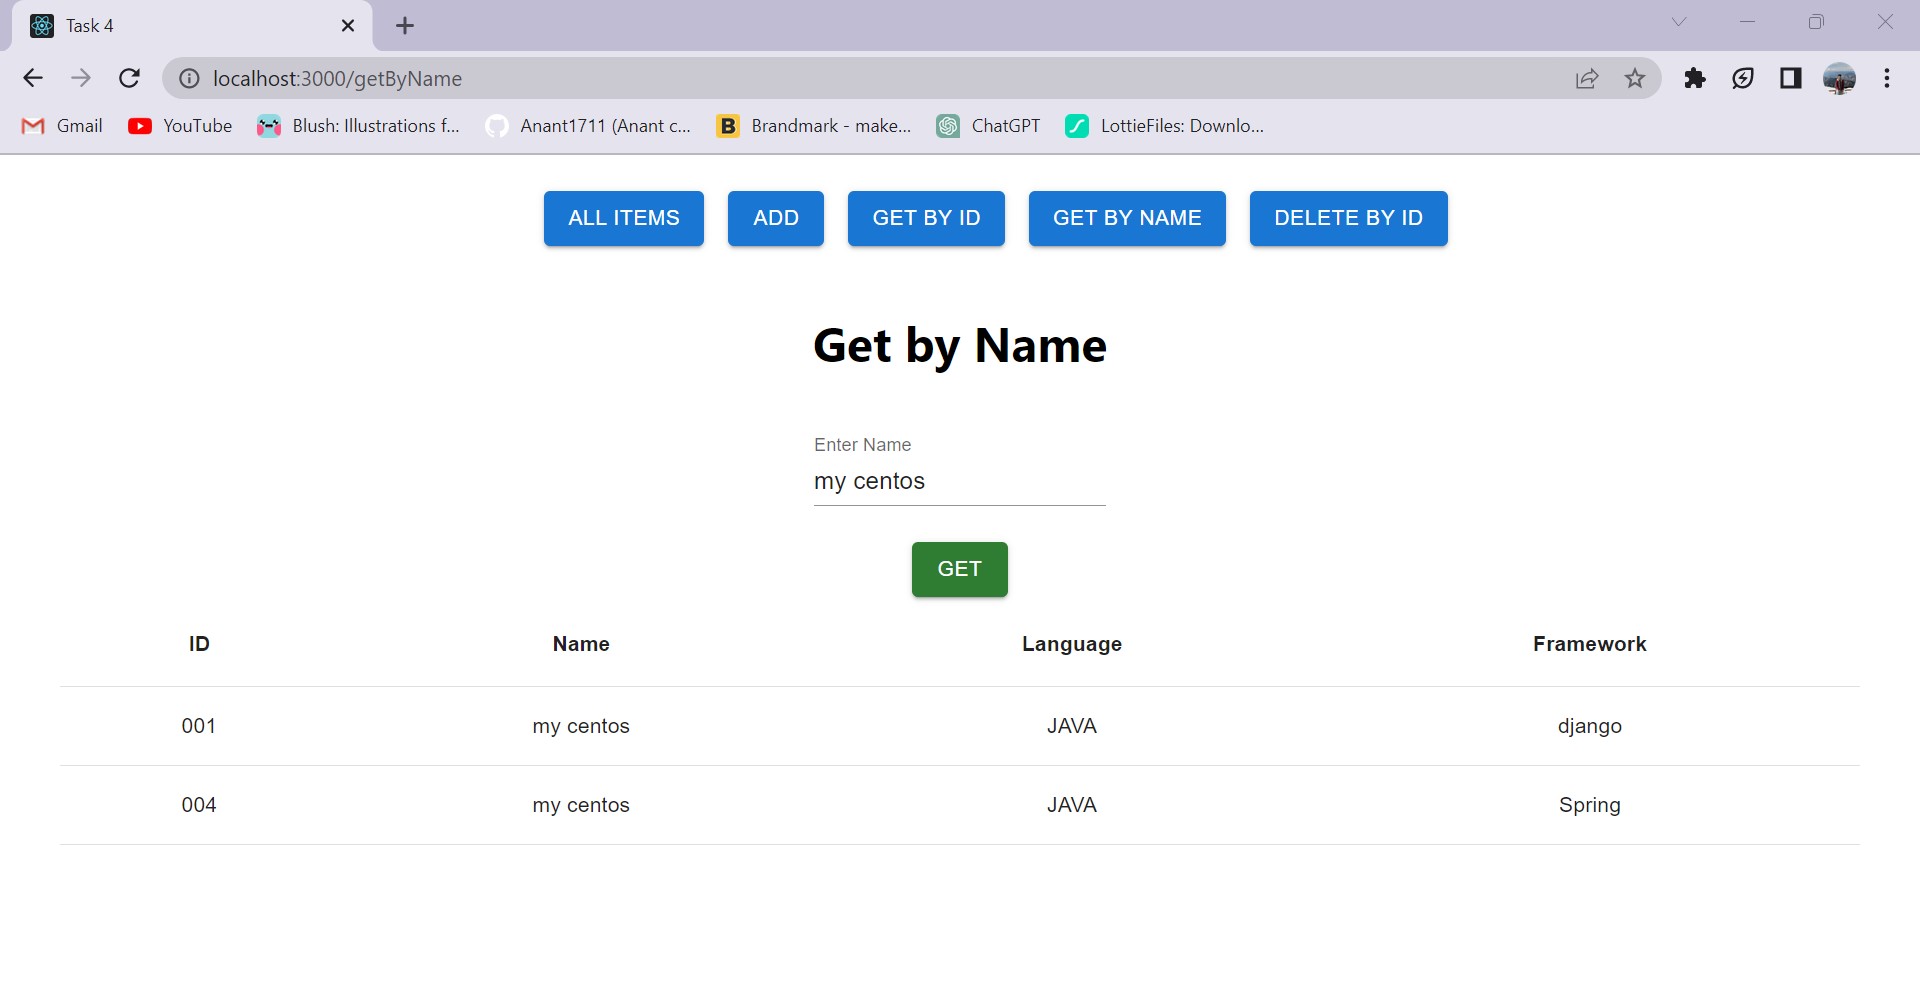 Task 4
localhost:3000/getByName
Gmail YouTube Blush: Illustrations f... Anant1711 (Anant c... Brandmark - make... ChatGPT LottieFiles: Downlo...
ALL ITEMS ADD GET BY ID GET BY NAME DELETE BY ID
Get by Name
Enter Name
my centos
GET
ID Name Language Framework
001 my centos JAVA django
004 my centos JAVA Spring